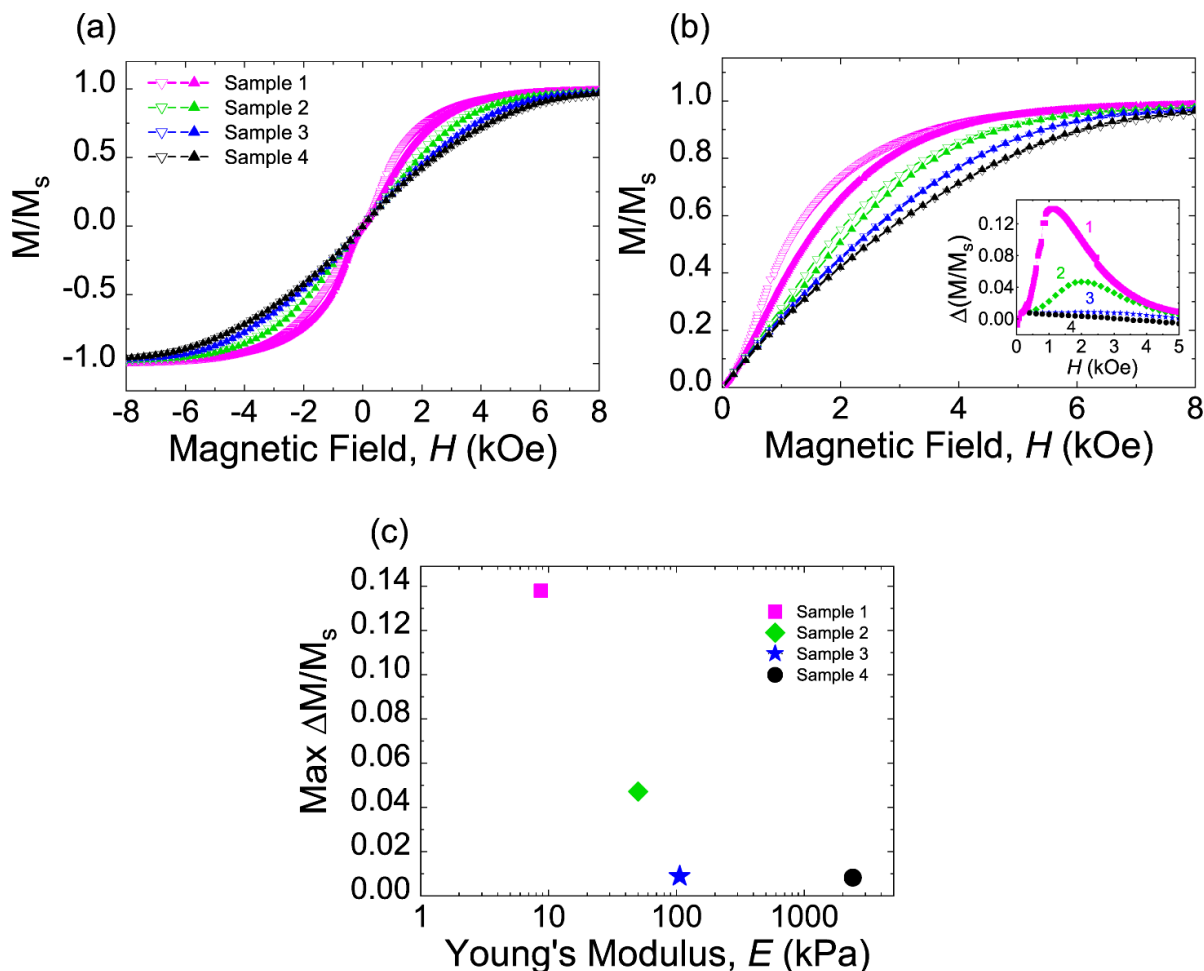 (a)
M/Mₛ
1.0
0.5
0.0
-0.5
-1.0
Sample 1
Sample 2
Sample 3
Sample 4
-8 -6 -4 -2 0 2 4 6 8
Magnetic Field, H (kOe)
(b)
M/Mₛ
1.0
0.8
0.6
0.4
0.2
0.0
0 2 4 6 8
Magnetic Field, H (kOe)
Δ(M/Mₛ)
0.12
0.08
0.04
0.00
1
2
3
4
0 1 2 3 4 5
H (kOe)
(c)
Max ΔM/Mₛ
0.14
0.12
0.10
0.08
0.06
0.04
0.02
0.00
Sample 1
Sample 2
Sample 3
Sample 4
1 10 100 1000
Young's Modulus, E (kPa)